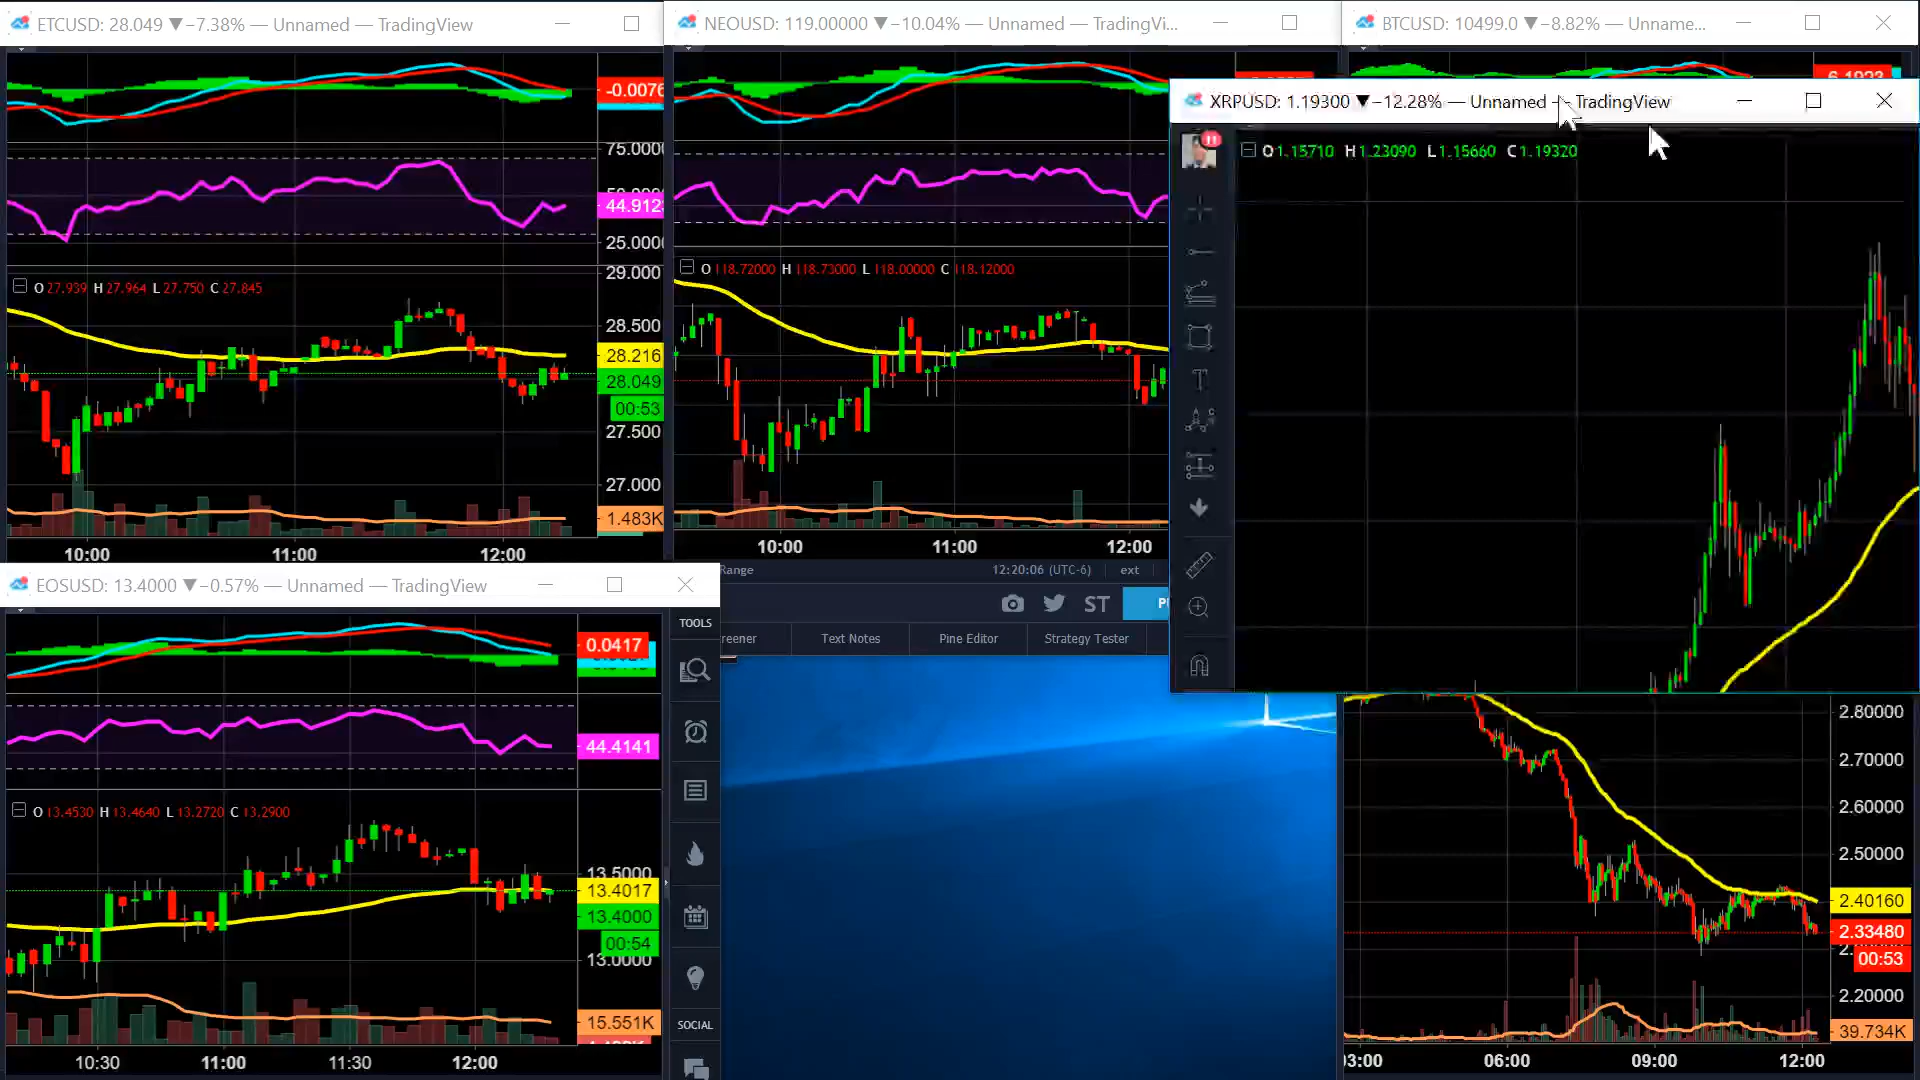 ETCUSD: 28.049 ▼−7.38% — Unnamed — TradingView
-0.0076
75.000
44.912
25.000
O 27.939 H 27.964 L 27.750 C 27.845
29.000
28.500
28.216
28.049
00:53
27.500
27.000
1.483K
10:00 11:00 12:00
NEOUSD: 119.00000 ▼−10.04% — Unnamed — TradingVi...
O 118.72000 H 118.73000 L 118.00000 C 118.12000
10:00 11:00 12:00
BTCUSD: 10499.0 ▼−8.82% — Unname...
XRPUSD: 1.19300 ▼−12.28% — Unnamed — TradingView
11
O 1.15710 H 1.23090 L 1.15660 C 1.19320
EOSUSD: 13.4000 ▼−0.57% — Unnamed — TradingView
0.0417
44.4141
O 13.4530 H 13.4640 L 13.2720 C 13.2900
13.5000
13.4017
13.4000
00:54
13.0000
15.551K
10:30 11:00 11:30 12:00
TOOLS
SOCIAL
Range 12:20:06 (UTC-6) ext
ST P
reener Text Notes Pine Editor Strategy Tester
2.80000
2.70000
2.60000
2.50000
2.40160
2.33480
00:53
2.20000
39.734K
03:00 06:00 09:00 12:00